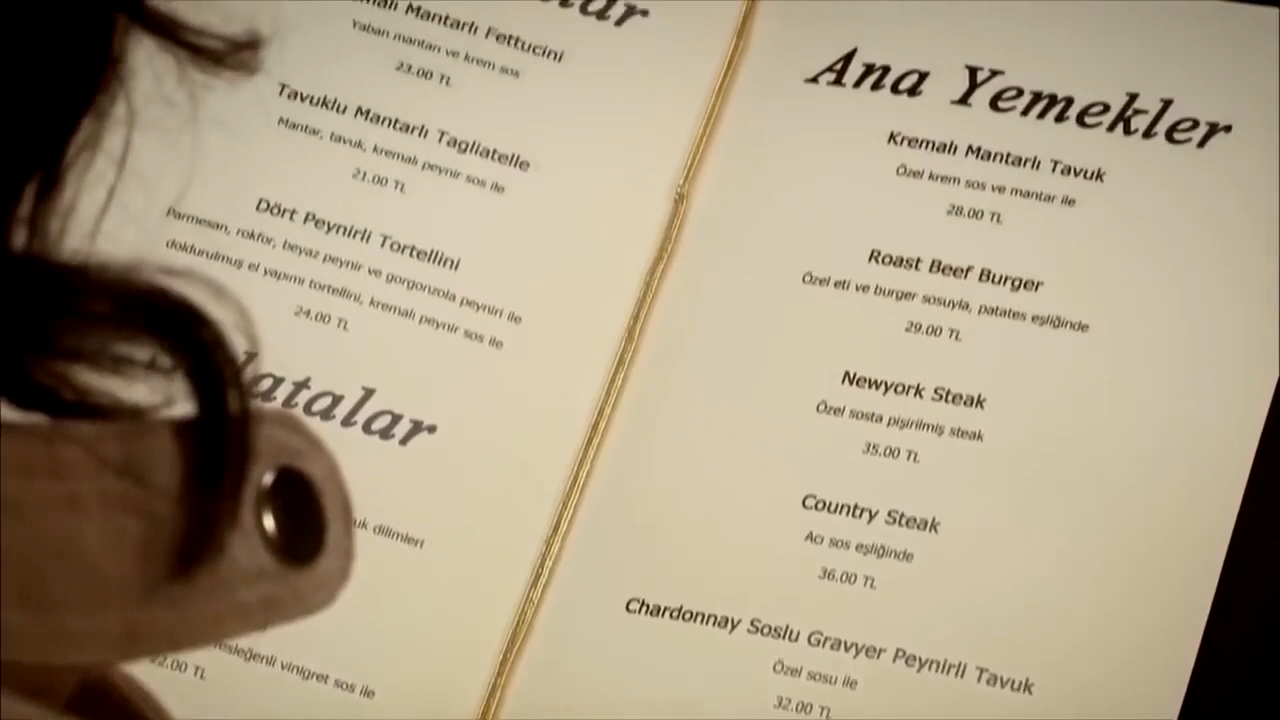 Mantarlı Fettucini
Yaban mantarı ve krem sos
23.00 TL
Tavuklu Mantarlı Tagliatelle
Mantar, tavuk, kremalı peynir sos ile
21.00 TL
Dört Peynirli Tortellini
Parmesan, rokfor, beyaz peynir ve gorgonzola peyniri ile
doldurulmuş el yapımı tortellini, kremalı peynir sos ile
24.00 TL
dilimleri
vinigret sos ile
22.00 TL
Ana Yemekler
Kremalı Mantarlı Tavuk
Özel krem sos ve mantar ile
28.00 TL
Roast Beef Burger
Özel eti ve burger sosuyla, patates eşliğinde
29.00 TL
Newyork Steak
Özel sosta pişirilmiş steak
35.00 TL
Country Steak
Acı sos eşliğinde
36.00 TL
Chardonnay Soslu Gravyer Peynirli Tavuk
Özel sosu ile
32.00 TL